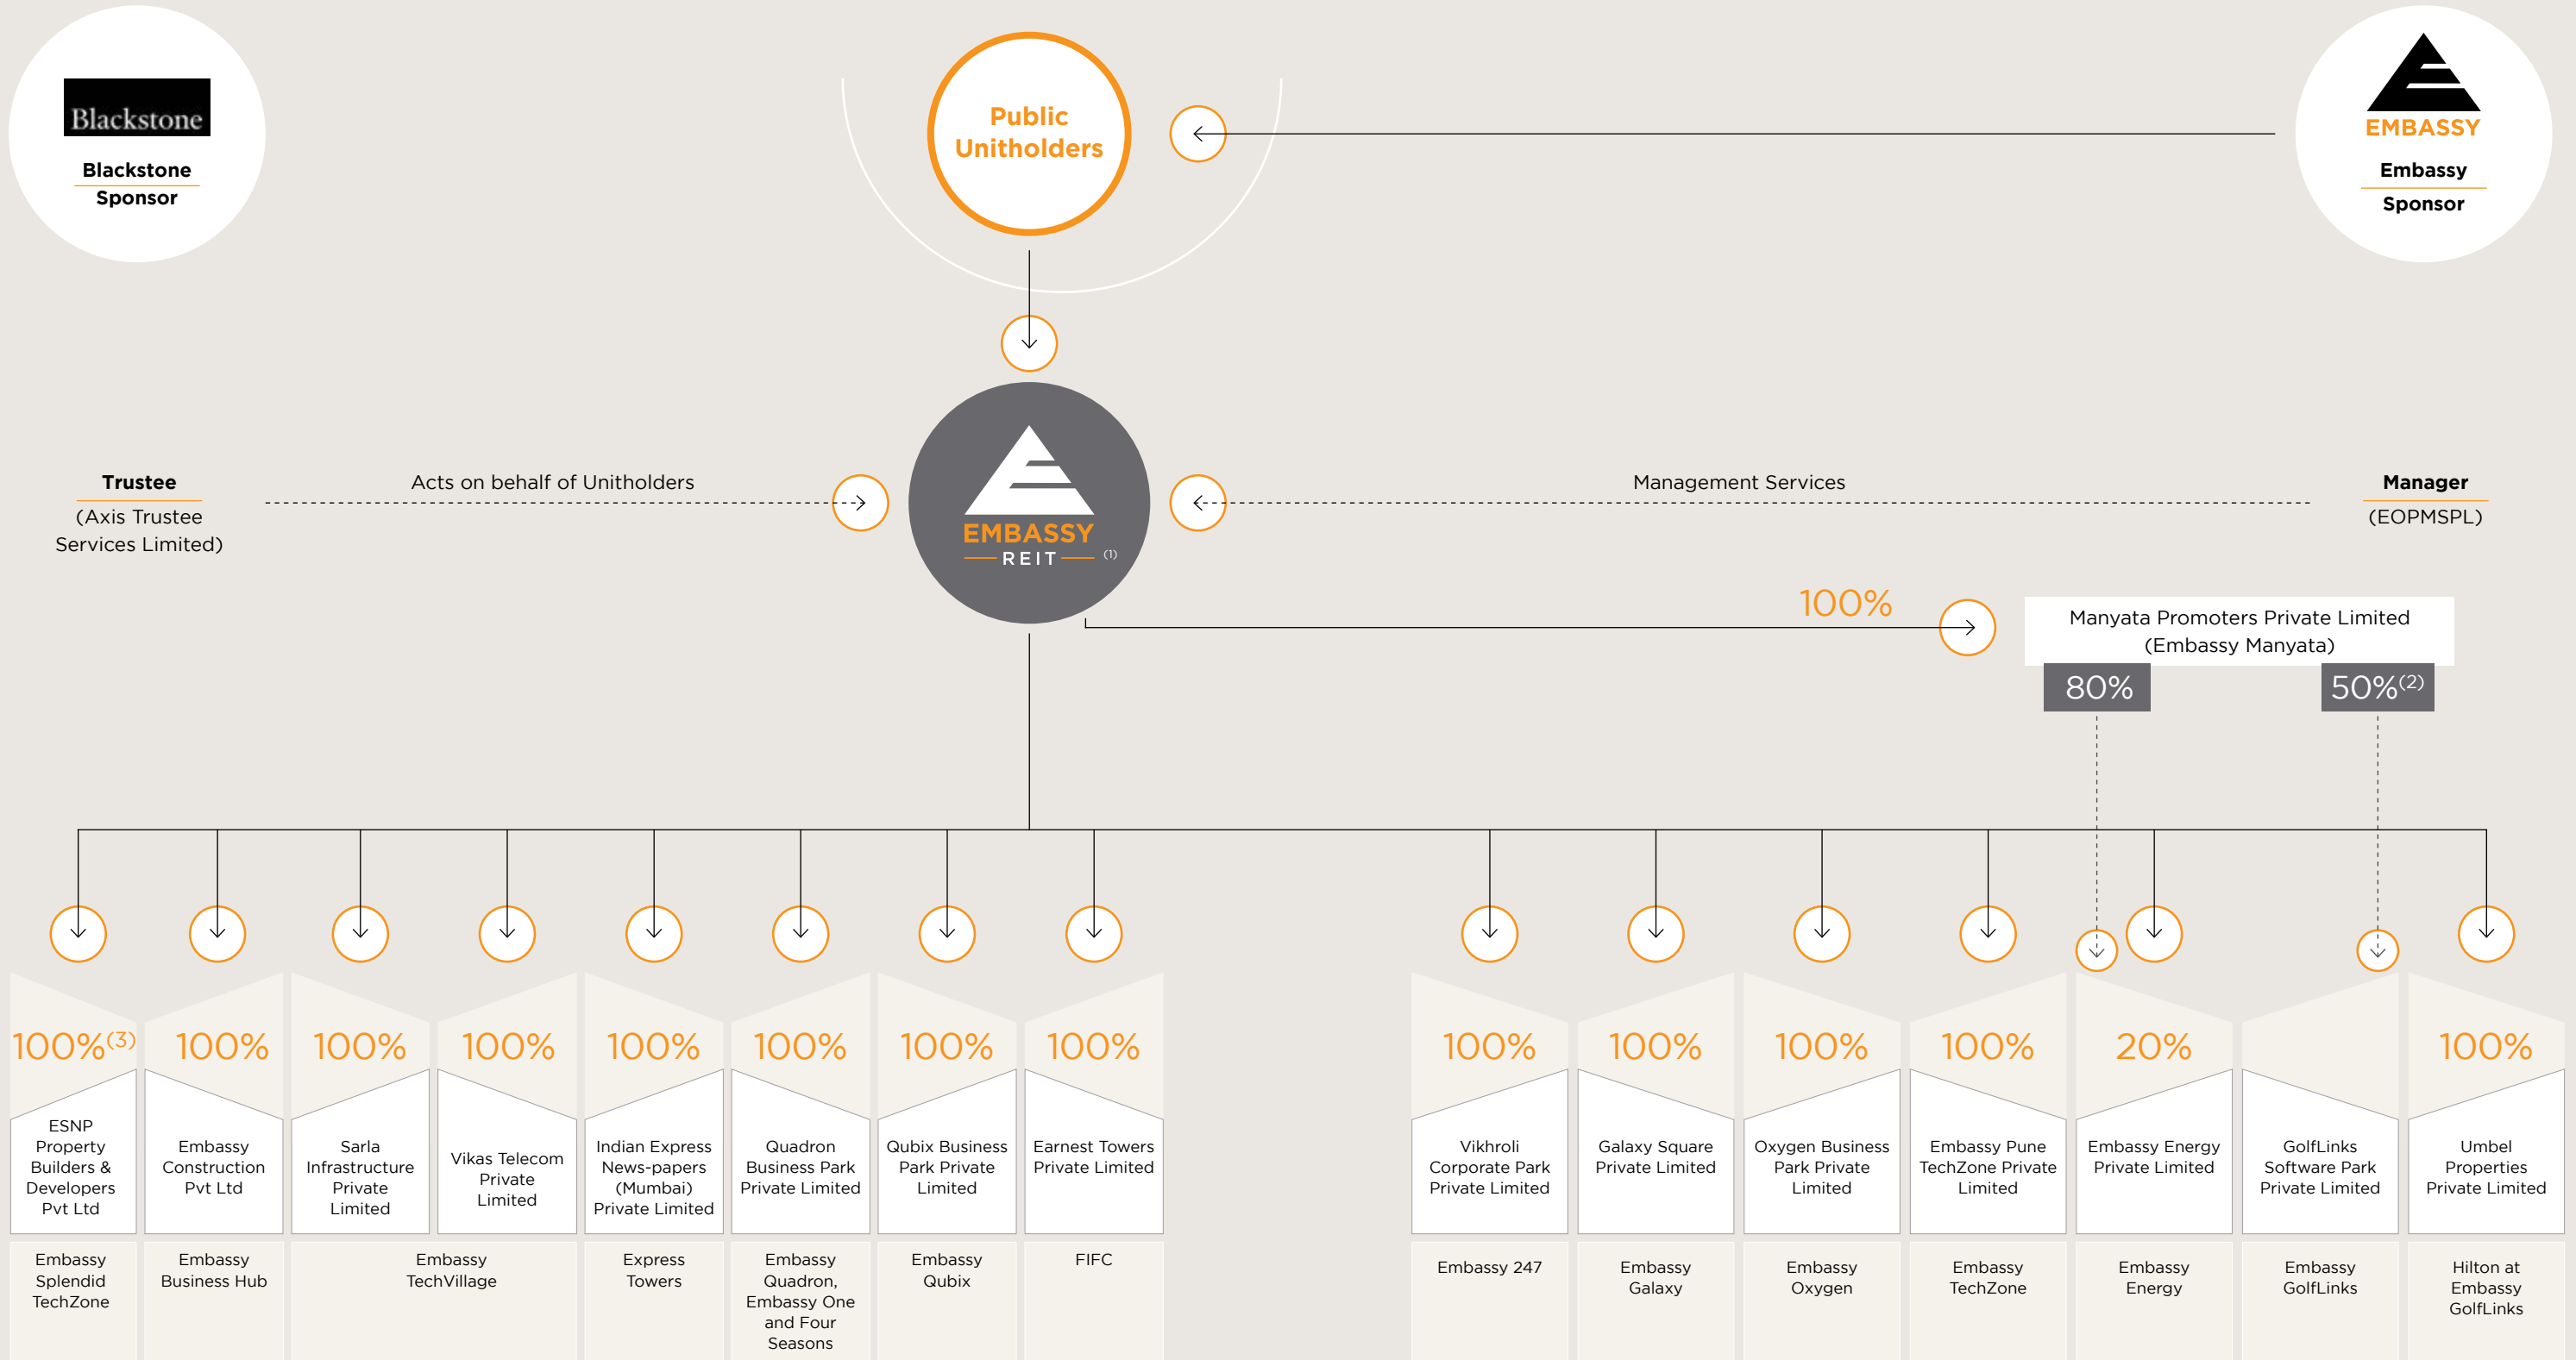 Blackstone
Blackstone
Sponsor
Public
Unitholders
EMBASSY
Embassy
Sponsor
Trustee
(Axis Trustee
Services Limited)
Acts on behalf of Unitholders
EMBASSY
REIT (1)
Management Services
Manager
(EOPMSPL)
100%
Manyata Promoters Private Limited
(Embassy Manyata)
80%
50%(2)
100%(3)
100%
100%
100%
100%
100%
100%
100%
100%
100%
100%
100%
20%
100%
ESNP
Property
Builders &
Developers
Pvt Ltd
Embassy
Construction
Pvt Ltd
Sarla
Infrastructure
Private
Limited
Vikas Telecom
Private
Limited
Indian Express
News-papers
(Mumbai)
Private Limited
Quadron
Business Park
Private Limited
Qubix Business
Park Private
Limited
Earnest Towers
Private Limited
Vikhroli
Corporate Park
Private Limited
Galaxy Square
Private Limited
Oxygen Business
Park Private
Limited
Embassy Pune
TechZone Private
Limited
Embassy Energy
Private Limited
GolfLinks
Software Park
Private Limited
Umbel
Properties
Private Limited
Embassy
Splendid
TechZone
Embassy
Business Hub
Embassy
TechVillage
Express
Towers
Embassy
Quadron,
Embassy One
and Four
Seasons
Embassy
Qubix
FIFC
Embassy 247
Embassy
Galaxy
Embassy
Oxygen
Embassy
TechZone
Embassy
Energy
Embassy
GolfLinks
Hilton at
Embassy
GolfLinks